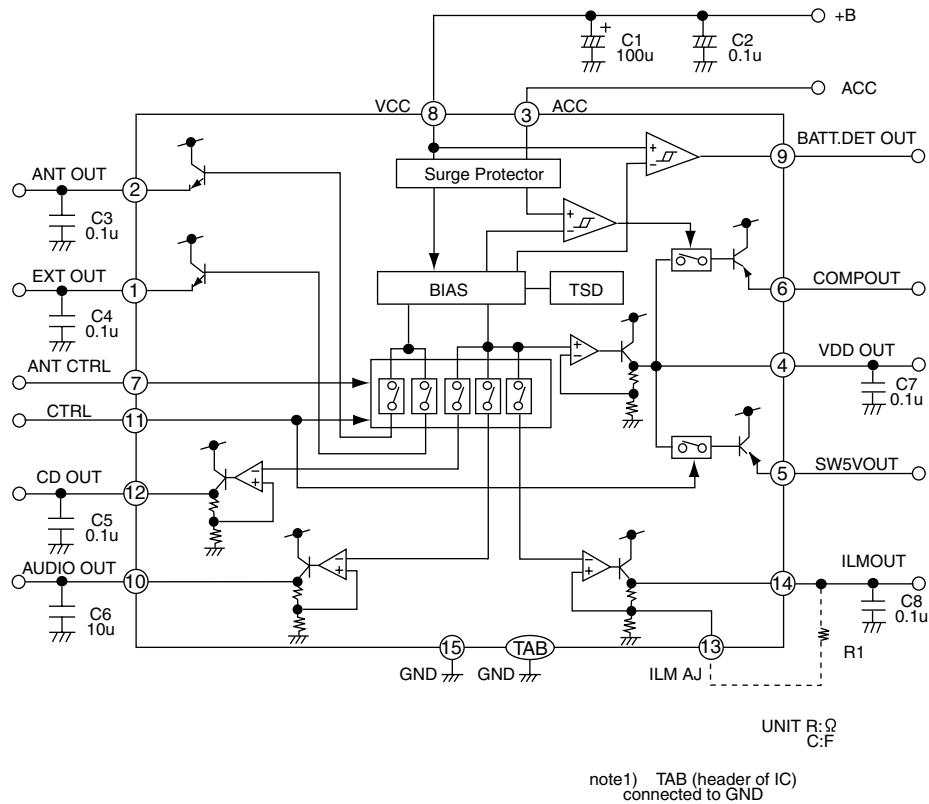 +B
+
C1
100u
C2
0.1u
ACC
VCC
8
3
ACC
BATT.DET OUT
9
+
−
Surge Protector
ANT OUT
2
C3
0.1u
+
−
COMPOUT
6
EXT OUT
1
C4
0.1u
BIAS
TSD
+
−
VDD OUT
4
C7
0.1u
ANT CTRL
7
CTRL
11
SW5VOUT
5
CD OUT
12
−
+
C5
0.1u
AUDIO OUT
10
−
+
C6
10u
−
+
ILMOUT
14
C8
0.1u
R1
15
GND
TAB
GND
13
ILM AJ
UNIT R:Ω
C:F
note1) TAB (header of IC)
connected to GND